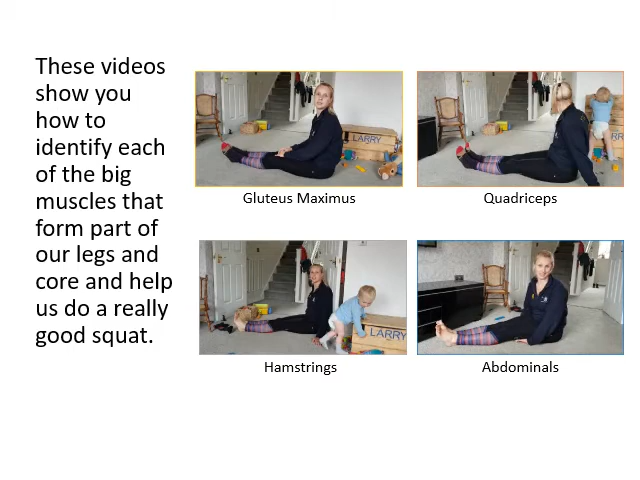 These videos
show you
how to
identify each
of the big
muscles that
form part of
our legs and
core and help
us do a really
good squat.
LARRY
Gluteus Maximus
Quadriceps
LARRY
Hamstrings
Abdominals